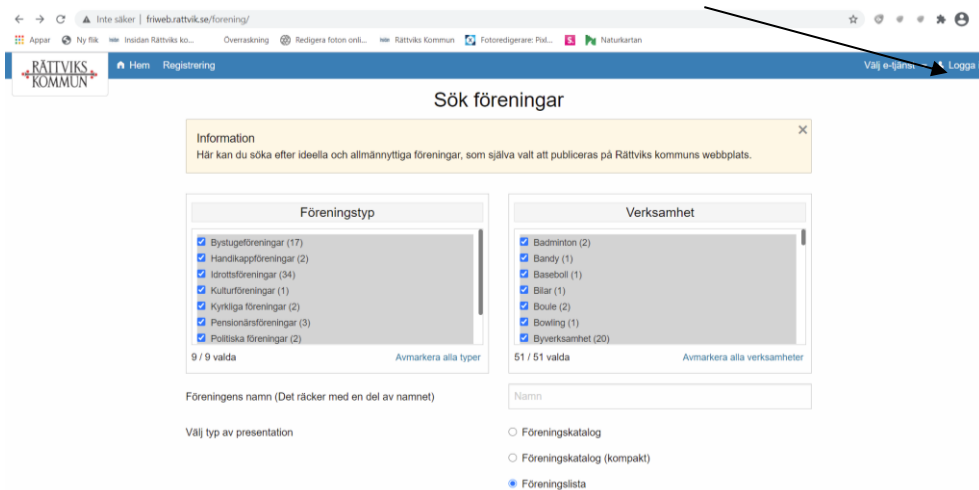 Inte säker | friweb.rattvik.se/forening/
Appar Ny flik Insidan Rättviks ko... Överraskning Redigera foton onli... Rättviks Kommun Fotoredigerare: Pixl... Naturkartan
RÄTTVIKS KOMMUN
Hem Registrering Välj e-tjänst Logga
Sök föreningar
Information
Här kan du söka efter ideella och allmännyttiga föreningar, som själva valt att publiceras på Rättviks kommuns webbplats.
Föreningstyp
Bystugeföreningar (17)
Handikappföreningar (2)
Idrottsföreningar (34)
Kulturföreningar (1)
Kyrkliga föreningar (2)
Pensionärsföreningar (3)
Politiska föreningar (2)
9 / 9 valda Avmarkera alla typer
Verksamhet
Badminton (2)
Bandy (1)
Baseboll (1)
Bilar (1)
Boule (2)
Bowling (1)
Byverksamhet (20)
51 / 51 valda Avmarkera alla verksamheter
Föreningens namn (Det räcker med en del av namnet) Namn
Välj typ av presentation
Föreningskatalog
Föreningskatalog (kompakt)
Föreningslista